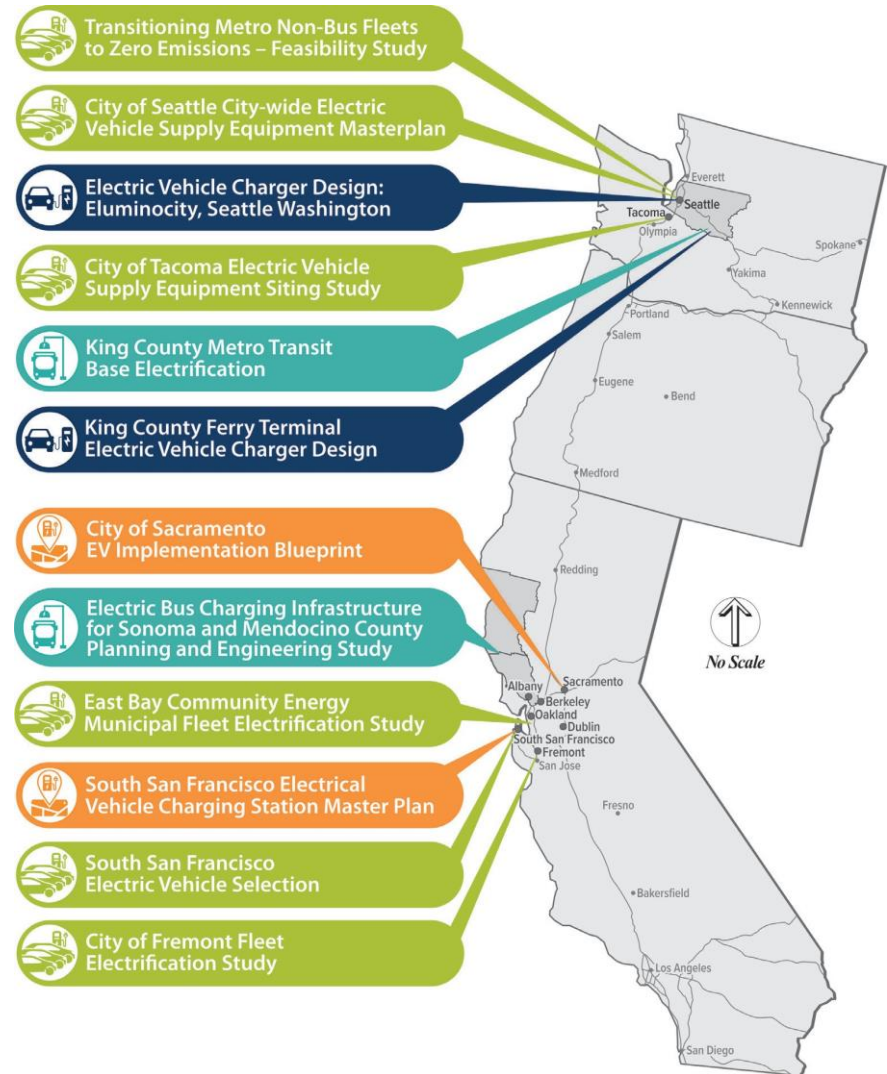 Transitioning Metro Non-Bus Fleets
to Zero Emissions – Feasibility Study
City of Seattle City-wide Electric
Vehicle Supply Equipment Masterplan
Electric Vehicle Charger Design:
Eluminocity, Seattle Washington
City of Tacoma Electric Vehicle
Supply Equipment Siting Study
King County Metro Transit
Base Electrification
King County Ferry Terminal
Electric Vehicle Charger Design
City of Sacramento
EV Implementation Blueprint
Electric Bus Charging Infrastructure
for Sonoma and Mendocino County
Planning and Engineering Study
East Bay Community Energy
Municipal Fleet Electrification Study
South San Francisco Electrical
Vehicle Charging Station Master Plan
South San Francisco
Electric Vehicle Selection
City of Fremont Fleet
Electrification Study
Everett
Seattle
Tacoma
Olympia
Spokane
Yakima
Kennewick
Portland
Salem
Eugene
Bend
Medford
Redding
No Scale
Sacramento
Albany
Berkeley
Oakland
Dublin
South San Francisco
Fremont
San Jose
Fresno
Bakersfield
Los Angeles
San Diego